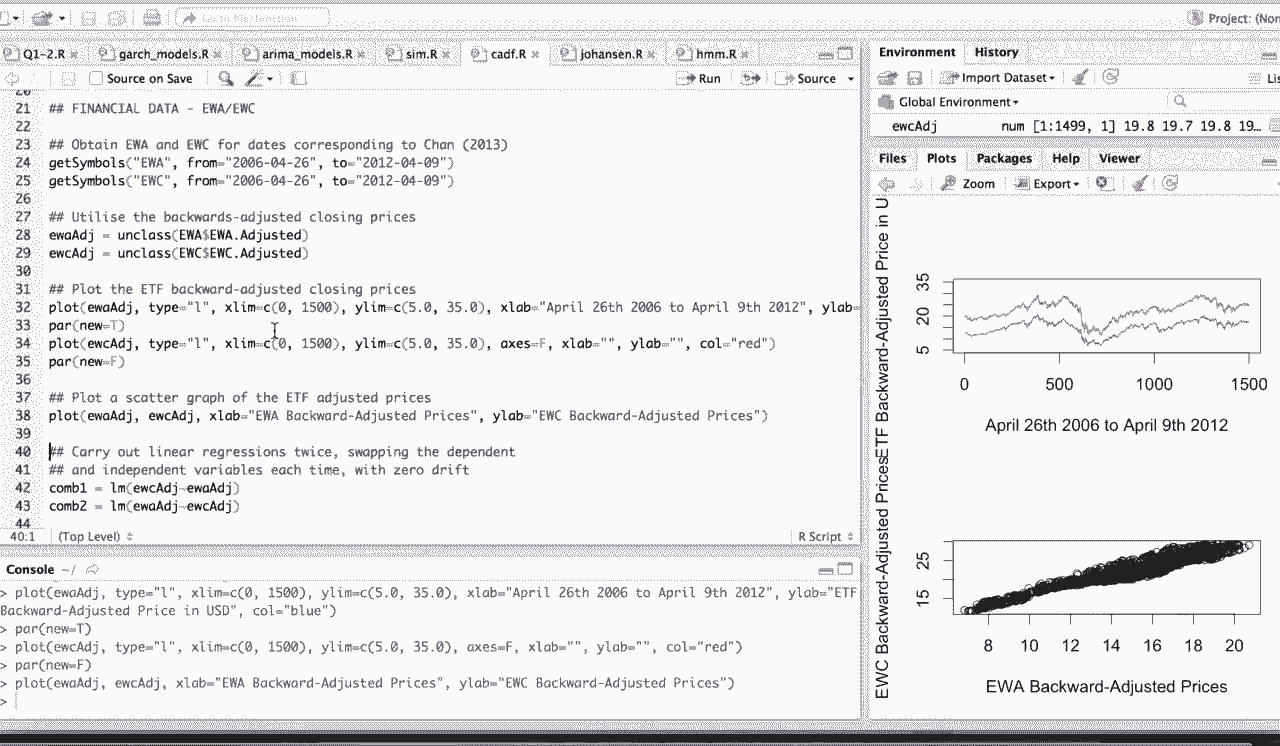 Go to file/function
Project: (Non
Q1-2.R
garch_models.R
arima_models.R
sim.R
cadf.R
johansen.R
hmm.R
Source on Save
Run
Source
20
21 ## FINANCIAL DATA - EWA/EWC
22
23 ## Obtain EWA and EWC for dates corresponding to Chan (2013)
24 getSymbols("EWA", from="2006-04-26", to="2012-04-09")
25 getSymbols("EWC", from="2006-04-26", to="2012-04-09")
26
27 ## Utilise the backwards-adjusted closing prices
28 ewaAdj = unclass(EWA$EWA.Adjusted)
29 ewcAdj = unclass(EWC$EWC.Adjusted)
30
31 ## Plot the ETF backward-adjusted closing prices
32 plot(ewaAdj, type="l", xlim=c(0, 1500), ylim=c(5.0, 35.0), xlab="April 26th 2006 to April 9th 2012", ylab=
33 par(new=T)
34 plot(ewcAdj, type="l", xlim=c(0, 1500), ylim=c(5.0, 35.0), axes=F, xlab="", ylab="", col="red")
35 par(new=F)
36
37 ## Plot a scatter graph of the ETF adjusted prices
38 plot(ewaAdj, ewcAdj, xlab="EWA Backward-Adjusted Prices", ylab="EWC Backward-Adjusted Prices")
39
40 ## Carry out linear regressions twice, swapping the dependent
41 ## and independent variables each time, with zero drift
42 comb1 = lm(ewcAdj~ewaAdj)
43 comb2 = lm(ewaAdj~ewcAdj)
44
40:1 (Top Level) R Script
Console ~/
> plot(ewaAdj, type="l", xlim=c(0, 1500), ylim=c(5.0, 35.0), xlab="April 26th 2006 to April 9th 2012", ylab="ETF
Backward-Adjusted Price in USD", col="blue")
> par(new=T)
> plot(ewcAdj, type="l", xlim=c(0, 1500), ylim=c(5.0, 35.0), axes=F, xlab="", ylab="", col="red")
> par(new=F)
> plot(ewaAdj, ewcAdj, xlab="EWA Backward-Adjusted Prices", ylab="EWC Backward-Adjusted Prices")
>
Environment History
Import Dataset Lis
Global Environment
ewcAdj num [1:1499, 1] 19.8 19.7 19.8 19…
Files Plots Packages Help Viewer
Zoom Export
ETF Backward-Adjusted Price in U
35
20
5
0 500 1000 1500
April 26th 2006 to April 9th 2012
EWC Backward-Adjusted Prices
25
15
8 10 12 14 16 18 20
EWA Backward-Adjusted Prices